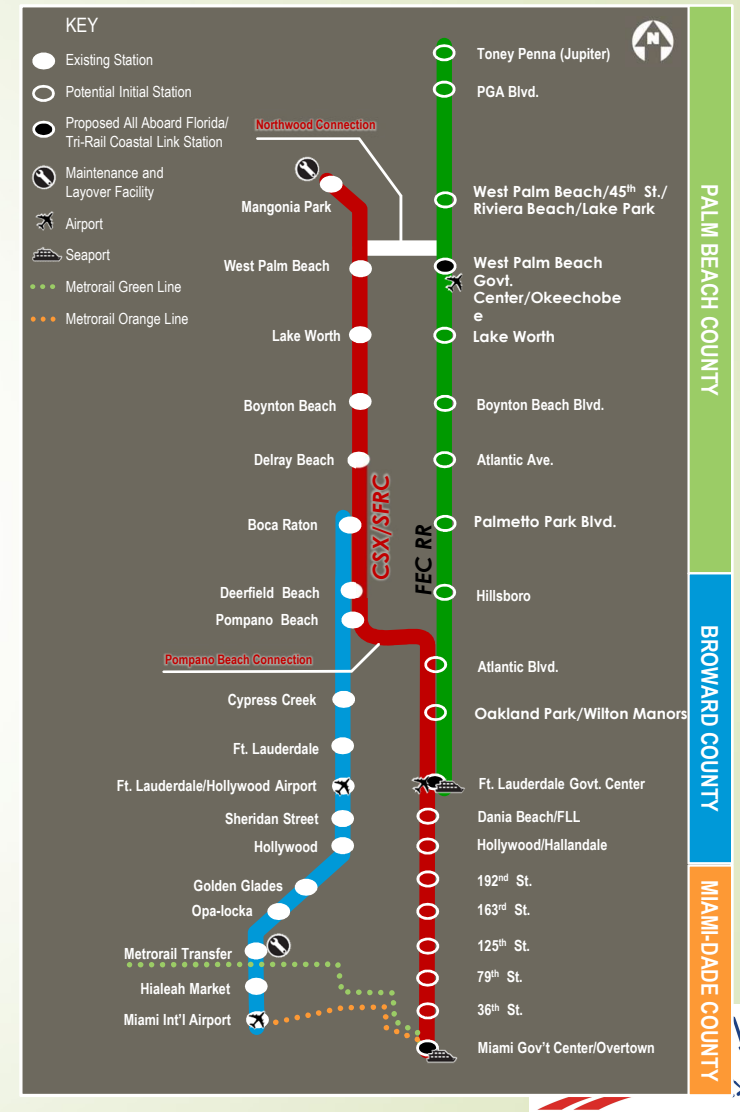 KEY
Existing Station
Potential Initial Station
Proposed All Aboard Florida/
Tri-Rail Coastal Link Station
Maintenance and
Layover Facility
Airport
Seaport
Metrorail Green Line
Metrorail Orange Line
N
Northwood Connection
Mangonia Park
West Palm Beach
Lake Worth
Boynton Beach
Delray Beach
Boca Raton
Deerfield Beach
Pompano Beach
Pompano Beach Connection
Cypress Creek
Ft. Lauderdale
Ft. Lauderdale/Hollywood Airport
Sheridan Street
Hollywood
Golden Glades
Opa-locka
Metrorail Transfer
Hialeah Market
Miami Int'l Airport
CSX/SFRC
FEC RR
Toney Penna (Jupiter)
PGA Blvd.
West Palm Beach/45th St./
Riviera Beach/Lake Park
West Palm Beach
Govt.
Center/Okeechobe
e
Lake Worth
Boynton Beach Blvd.
Atlantic Ave.
Palmetto Park Blvd.
Hillsboro
Atlantic Blvd.
Oakland Park/Wilton Manors
Ft. Lauderdale Govt. Center
Dania Beach/FLL
Hollywood/Hallandale
192nd St.
163rd St.
125th St.
79th St.
36th St.
Miami Gov't Center/Overtown
PALM BEACH COUNTY
BROWARD COUNTY
MIAMI-DADE COUNTY